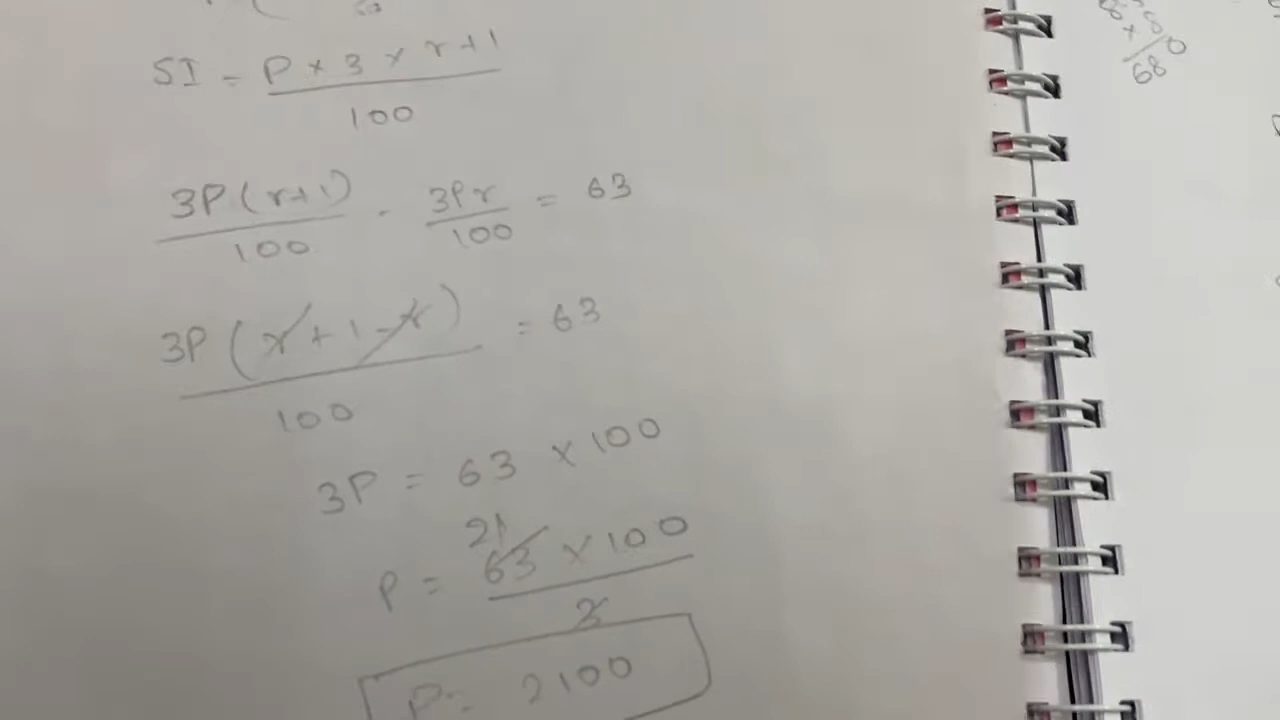 SI = P × 3 × r+1
100
3P(r+1) - 3Pr = 63
100 100
3P(r+1-r) = 63
100
3P = 63 × 100
21
P = 63 × 100
3
P = 2100
68